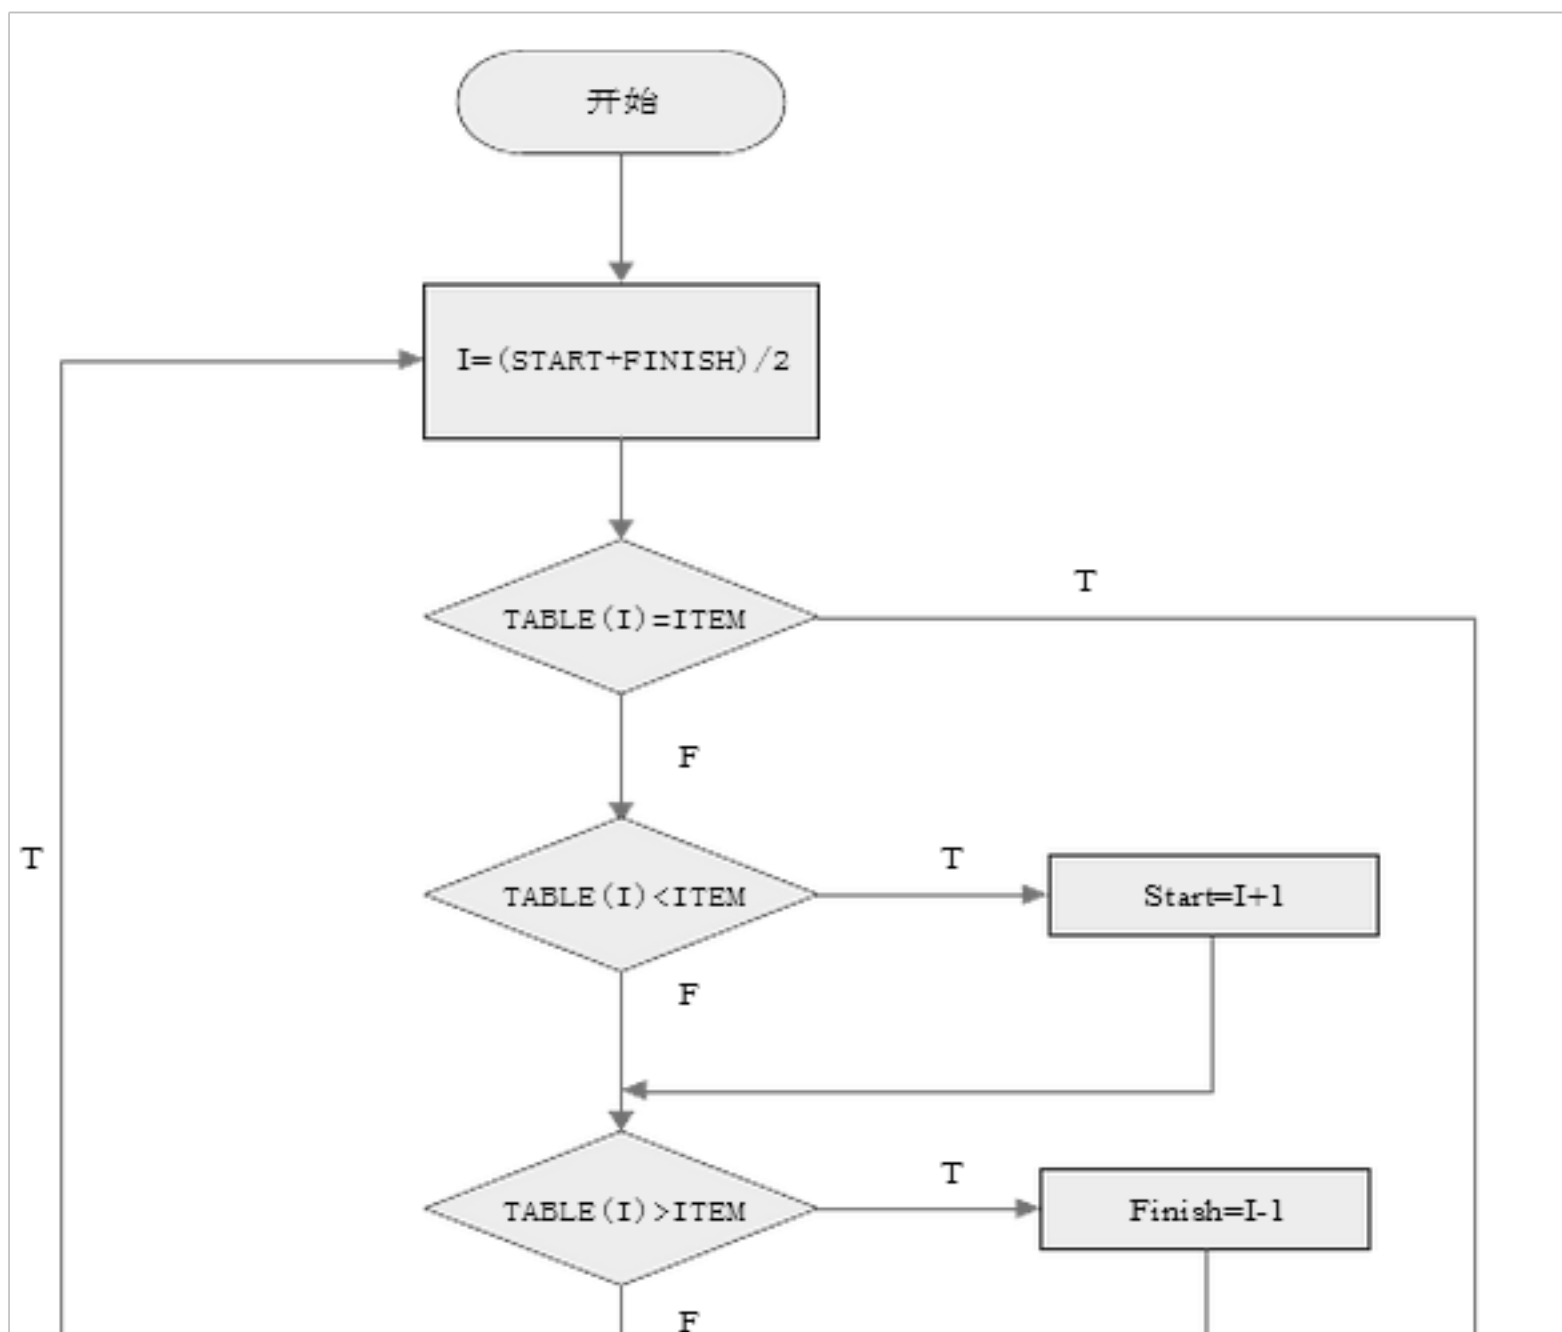 开始
I=(START+FINISH)/2
TABLE(I)=ITEM
T
F
T
TABLE(I)<ITEM
T
Start=I+1
F
TABLE(I)>ITEM
T
Finish=I-1
F